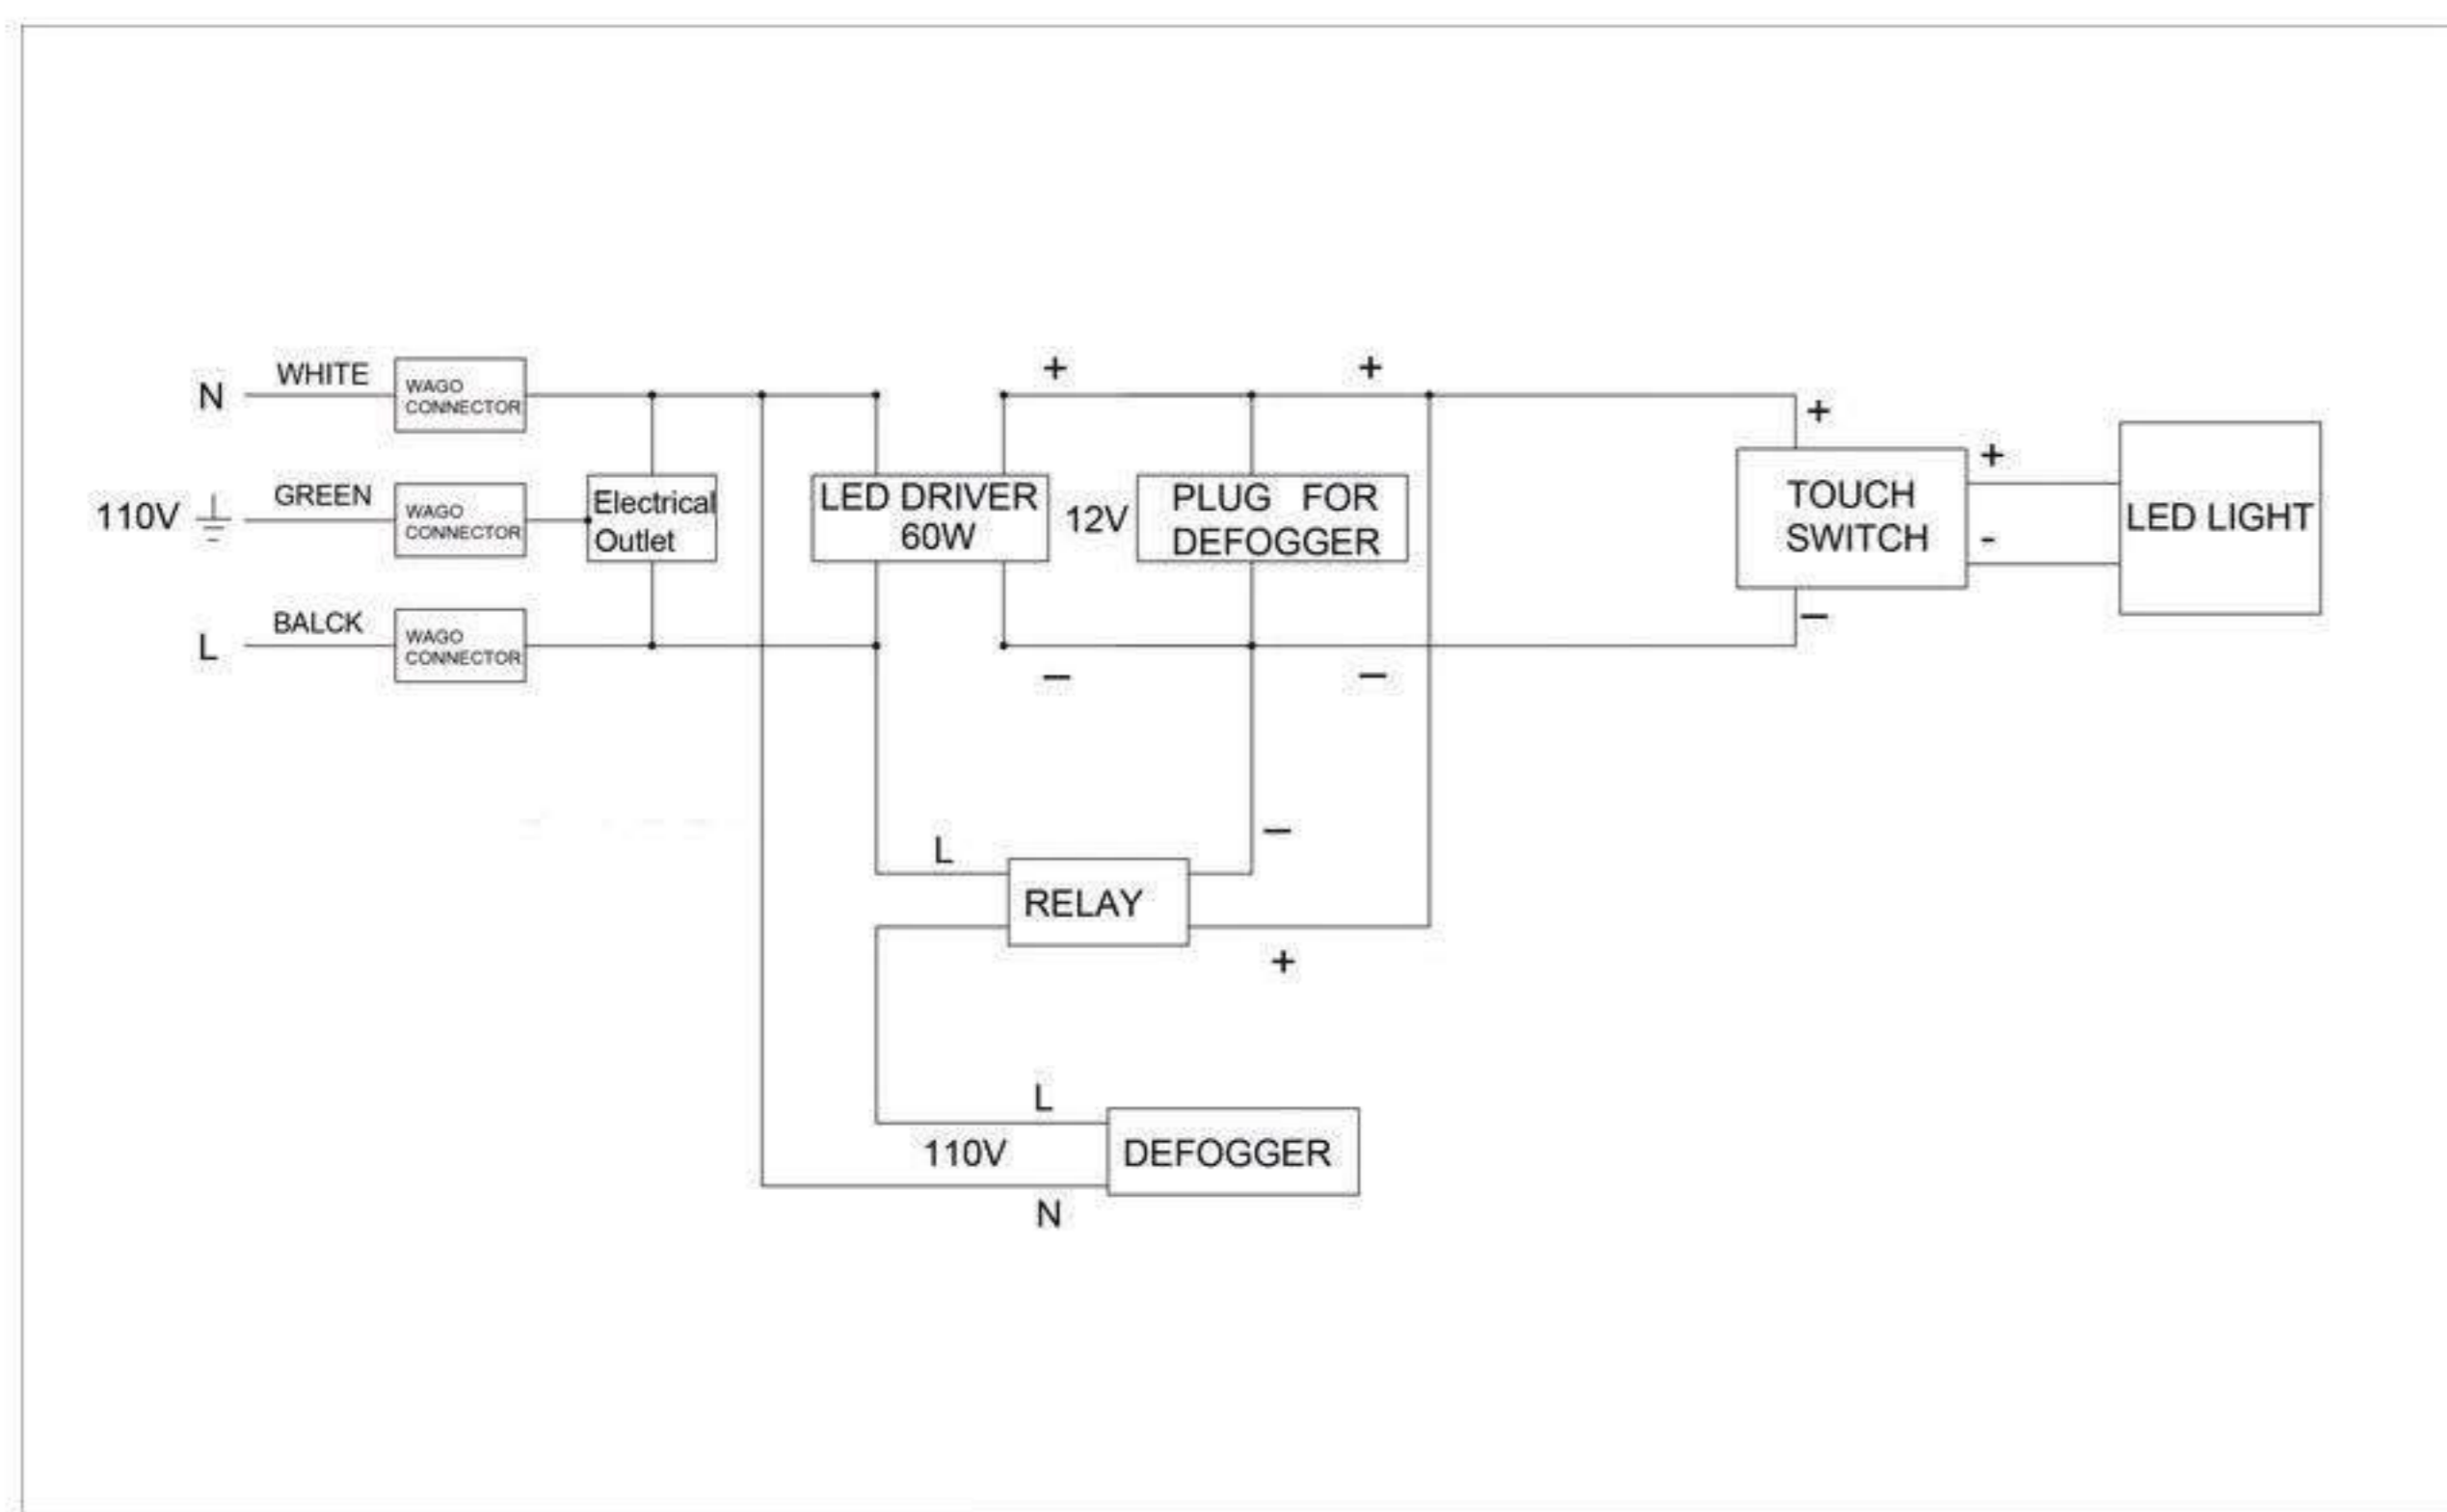 N
WHITE
WAGO
CONNECTOR
+
+
+
110V
GREEN
WAGO
CONNECTOR
Electrical
Outlet
LED DRIVER
60W
12V
PLUG FOR
DEFOGGER
TOUCH
SWITCH
+
-
LED LIGHT
L
BALCK
WAGO
CONNECTOR
–
–
–
L
–
RELAY
+
L
110V
DEFOGGER
N